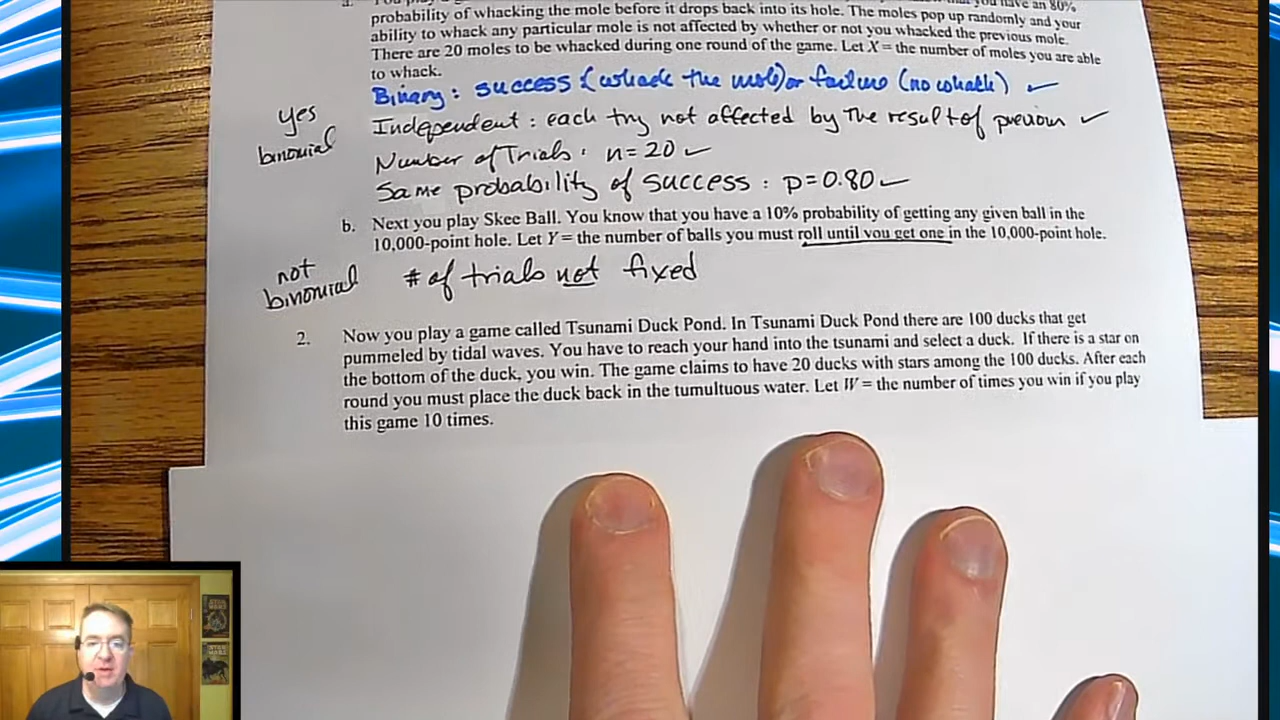 a. You have an 80%
probability of whacking the mole before it drops back into its hole. The moles pop up randomly and your
ability to whack any particular mole is not affected by whether or not you whacked the previous mole.
There are 20 moles to be whacked during one round of the game. Let X = the number of moles you are able
to whack.
Binary: success (whack the mole) or failure (no whack) ✓
yes
binomial
Independent: each try not affected by the result of previous ✓
Number of Trials: n=20 ✓
Same probability of success: p=0.80 ✓
b. Next you play Skee Ball. You know that you have a 10% probability of getting any given ball in the
10,000-point hole. Let Y = the number of balls you must roll until you get one in the 10,000-point hole.
not
binomial
# of trials not fixed
2. Now you play a game called Tsunami Duck Pond. In Tsunami Duck Pond there are 100 ducks that get
pummeled by tidal waves. You have to reach your hand into the tsunami and select a duck. If there is a star on
the bottom of the duck, you win. The game claims to have 20 ducks with stars among the 100 ducks. After each
round you must place the duck back in the tumultuous water. Let W = the number of times you win if you play
this game 10 times.
STAR
WARS
STAR
WARS